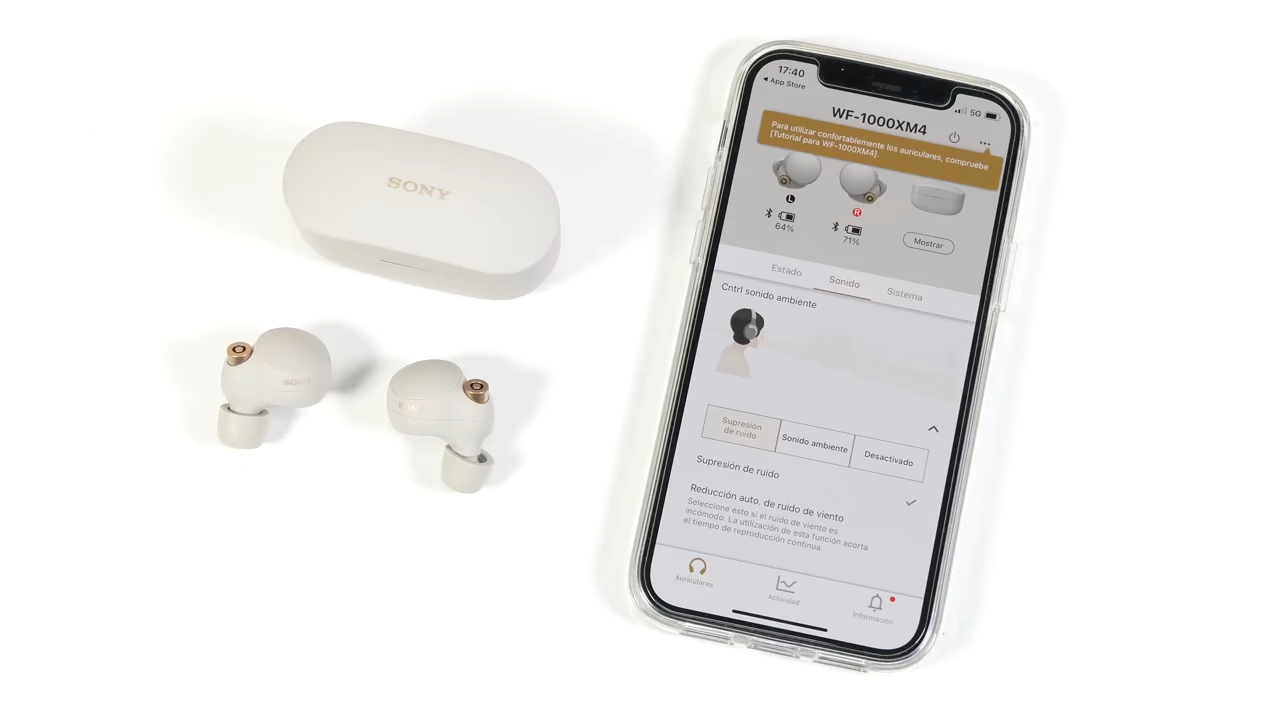 SONY
SONY
SONY
17:40
◀ App Store
5G
WF-1000XM4
Para utilizar confortablemente los auriculares, compruebe
[Tutorial para WF-1000XM4].
L
R
64%
71%
Mostrar
Estado
Sonido
Sistema
Cntrl sonido ambiente
Supresión
de ruido
Sonido ambiente
Desactivado
Supresión de ruido
Reducción auto. de ruido de viento
Seleccione esto si el ruido de viento es
incómodo. La utilización de esta función acorta
el tiempo de reproducción continua.
Auriculares
Actividad
Información